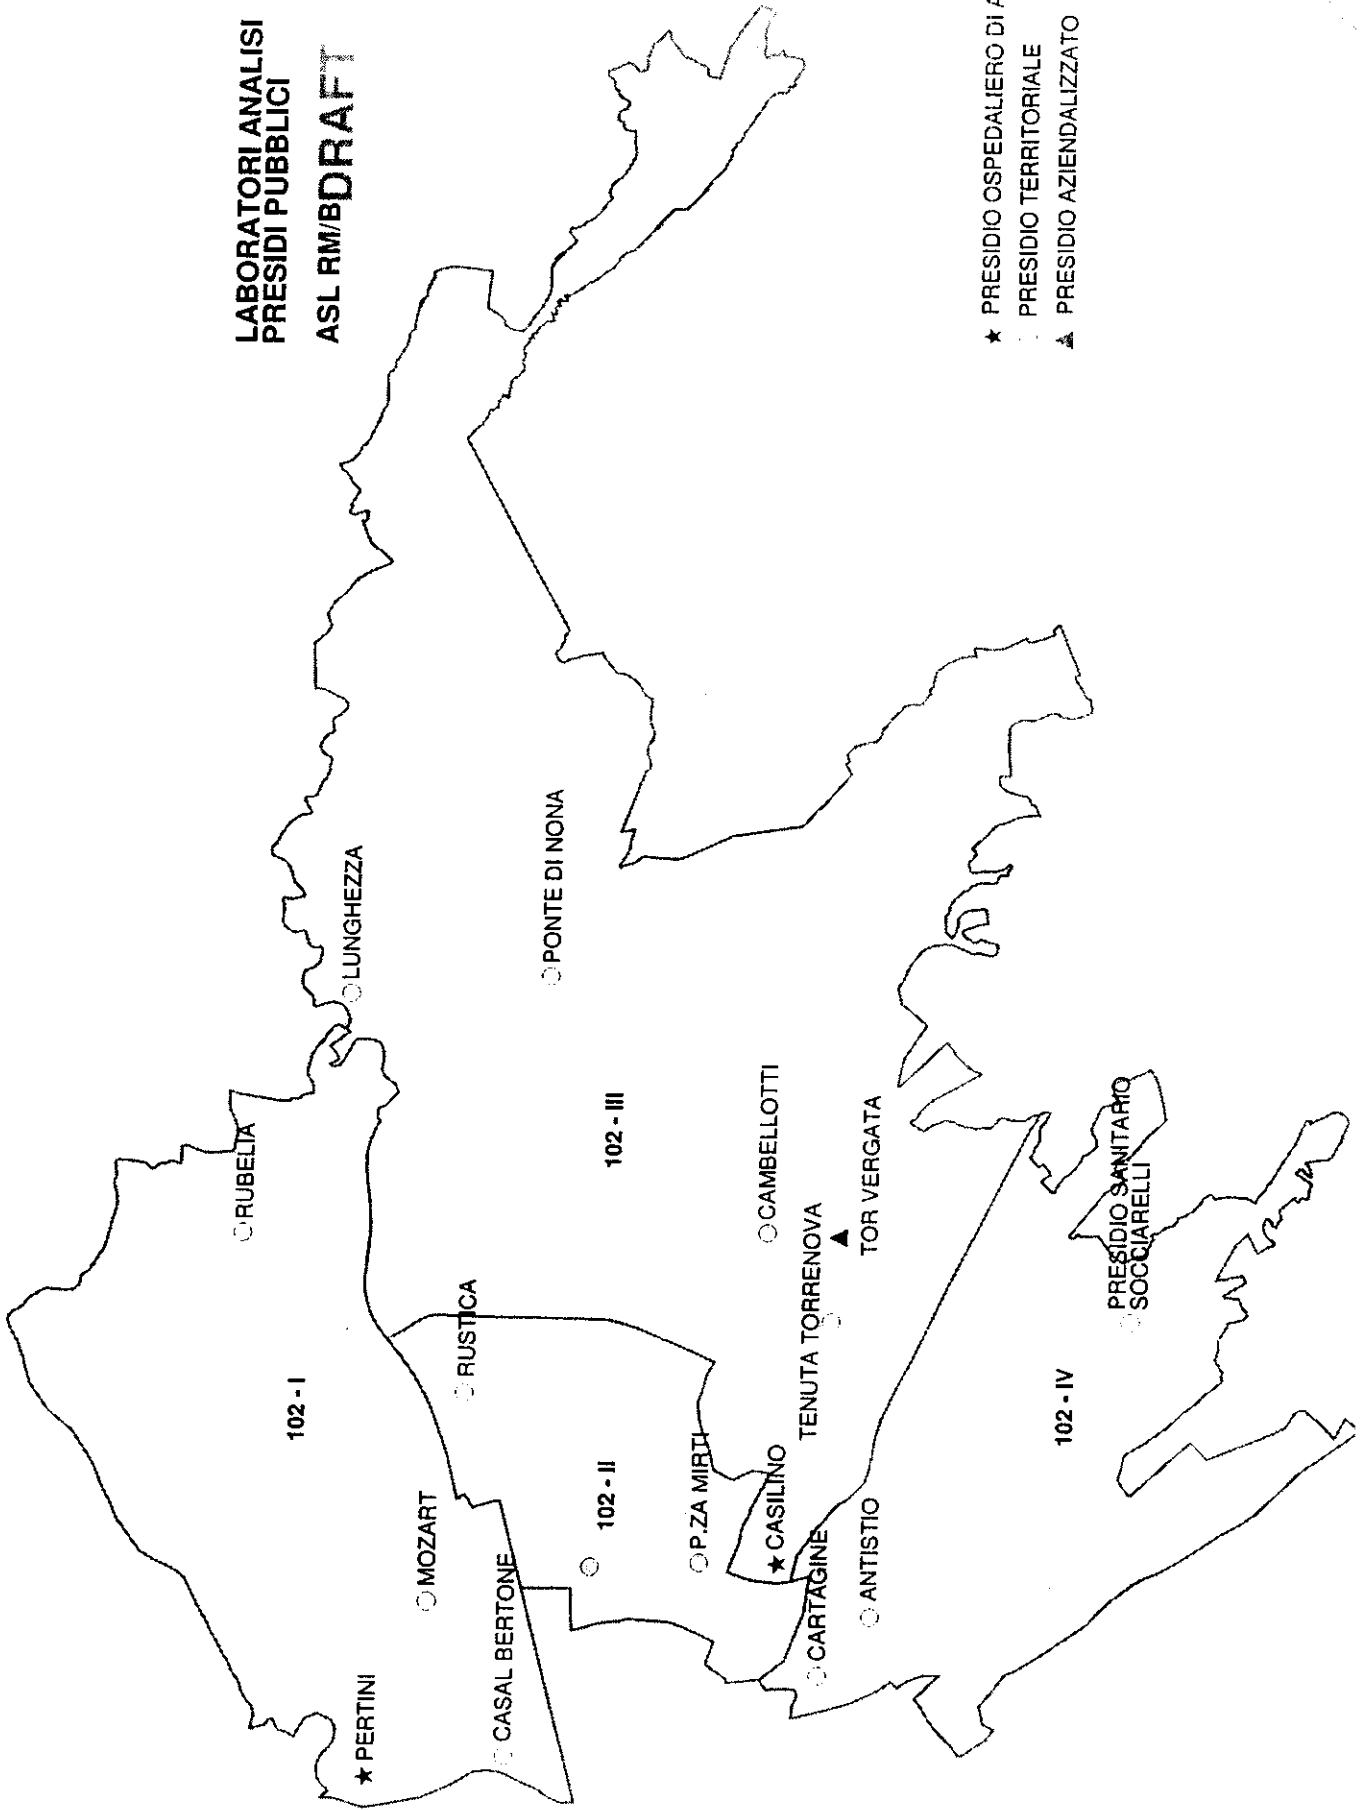 LABORATORI ANALISI
PRESIDI PUBBLICI
ASL RM/BDRAFT
RUBELIA
LUNGHEZZA
102 - I
PERTINI
MOZART
RUSTICA
CASAL BERTONE
PONTE DI NONA
102 - II
102 - III
P.ZA MIRTI
CASILINO
CAMBELLOTTI
TENUTA TORRENOVA
CARTAGINE
TOR VERGATA
ANTISTIO
102 - IV
PRESIDIO SANITARIO
SOCCIARELLI
★ PRESIDIO OSPEDALIERO DI A
PRESIDIO TERRITORIALE
▲ PRESIDIO AZIENDALIZZATO